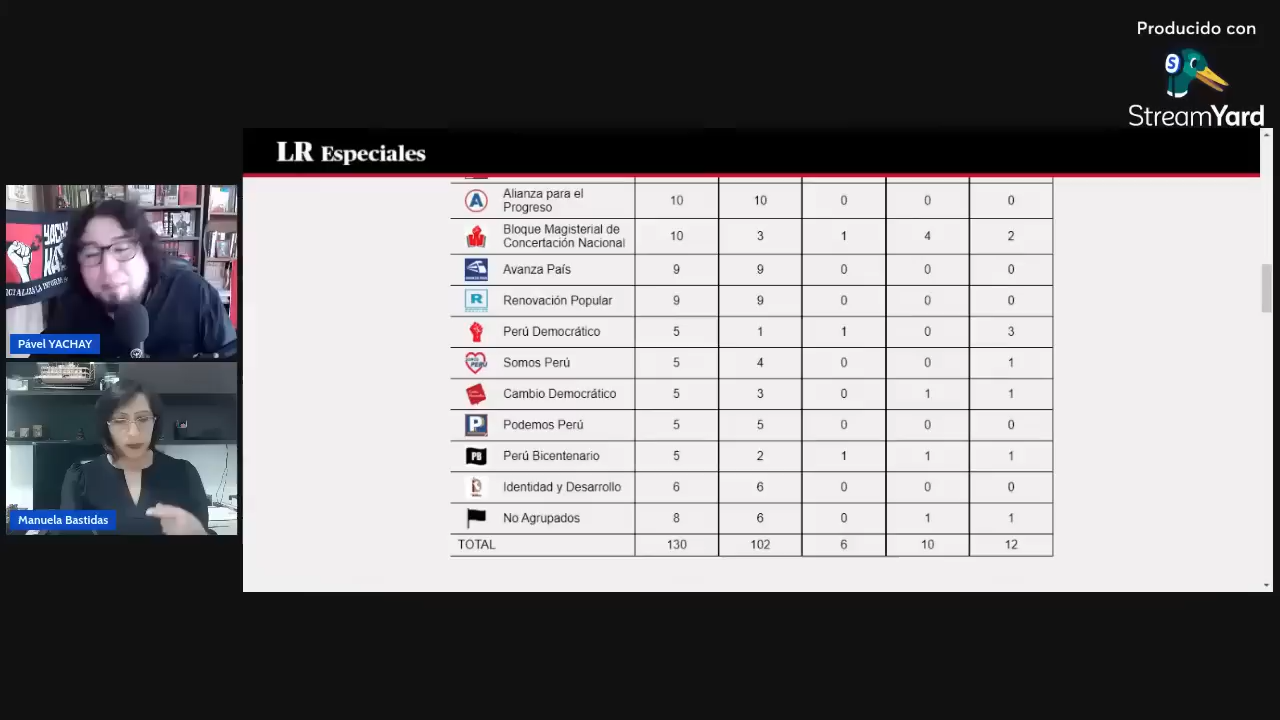 Producido con
StreamYard
LR Especiales
Alianza para el
Progreso 10 10 0 0 0
Bloque Magisterial de
Concertación Nacional 10 3 1 4 2
Avanza País 9 9 0 0 0
Renovación Popular 9 9 0 0 0
Perú Democrático 5 1 1 0 3
Somos Perú 5 4 0 0 1
Cambio Democrático 5 3 0 1 1
Podemos Perú 5 5 0 0 0
Perú Bicentenario 5 2 1 1 1
Identidad y Desarrollo 6 6 0 0 0
No Agrupados 8 6 0 1 1
TOTAL 130 102 6 10 12
Pável YACHAY
Manuela Bastidas